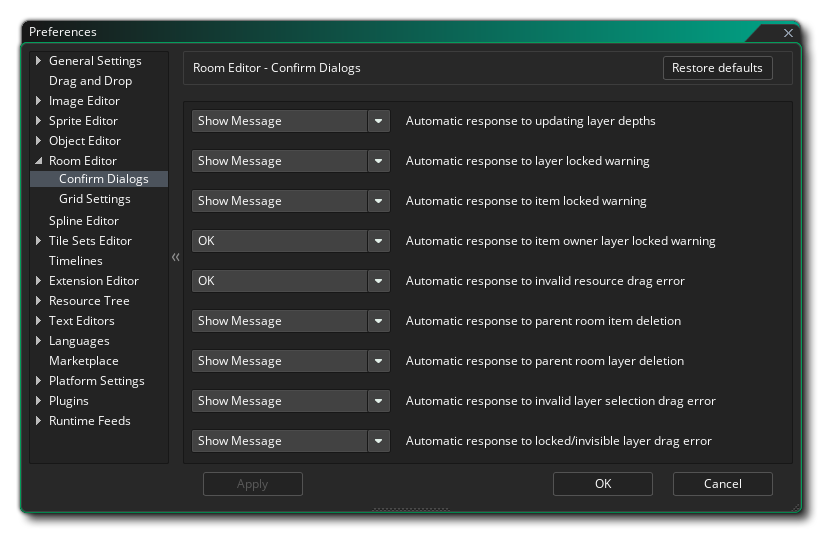 Preferences
General Settings
Drag and Drop
Image Editor
Sprite Editor
Object Editor
Room Editor
Confirm Dialogs
Grid Settings
Spline Editor
Tile Sets Editor
Timelines
Extension Editor
Resource Tree
Text Editors
Languages
Marketplace
Platform Settings
Plugins
Runtime Feeds
Room Editor - Confirm Dialogs
Restore defaults
Show Message Automatic response to updating layer depths
Show Message Automatic response to layer locked warning
Show Message Automatic response to item locked warning
OK Automatic response to item owner layer locked warning
OK Automatic response to invalid resource drag error
Show Message Automatic response to parent room item deletion
Show Message Automatic response to parent room layer deletion
Show Message Automatic response to invalid layer selection drag error
Show Message Automatic response to locked/invisible layer drag error
Apply OK Cancel